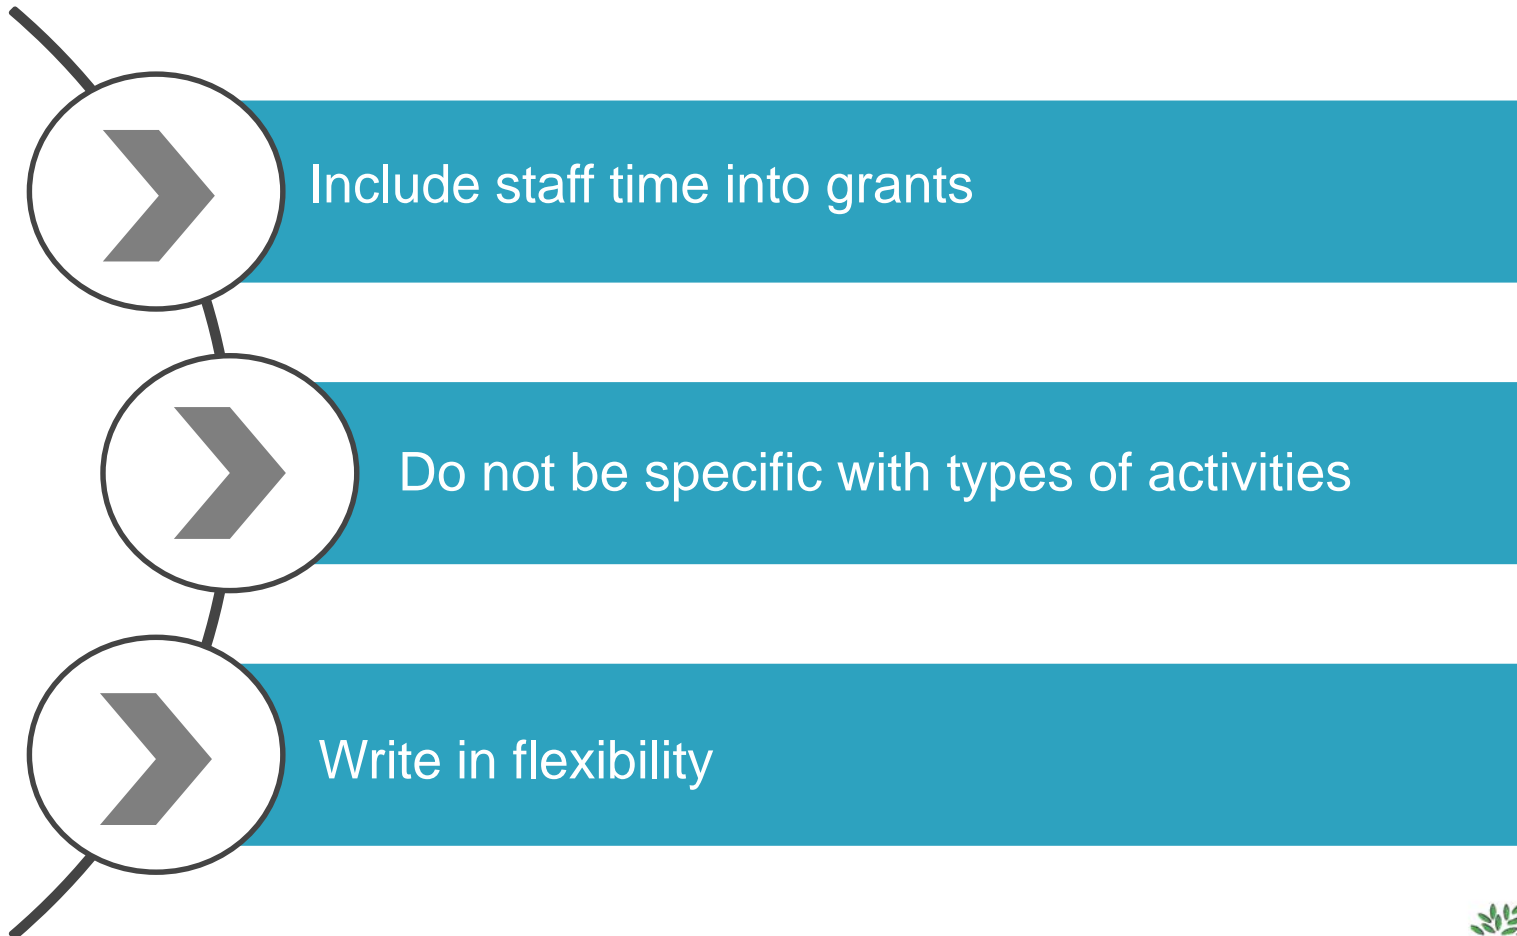 Include staff time into grants
Do not be specific with types of activities
Write in flexibility